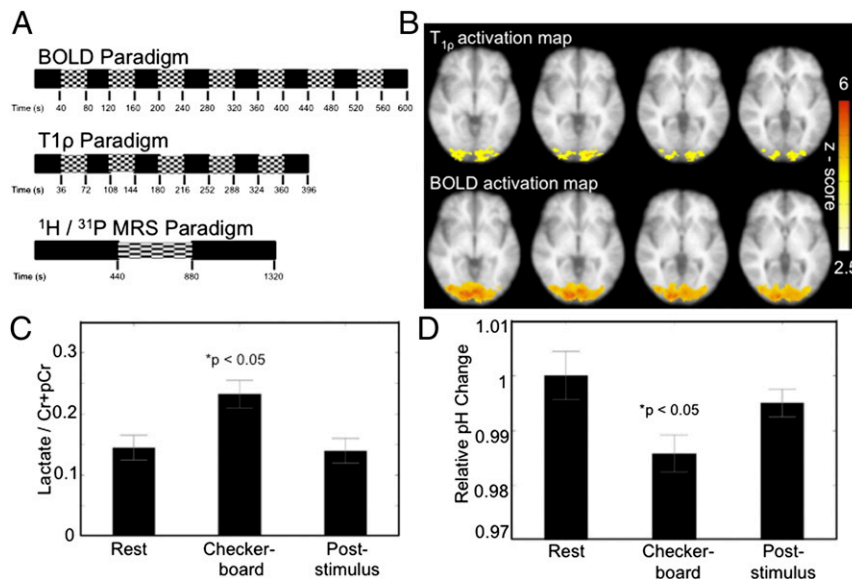 A
BOLD Paradigm
Time (s) 40 80 120 160 200 240 280 320 360 400 440 480 520 560 600
T1ρ Paradigm
Time (s) 36 72 108 144 180 216 252 288 324 360 396
¹H / ³¹P MRS Paradigm
Time (s) 440 880 1320
B
T₁ρ activation map
BOLD activation map
6
z - score
2.5
C
Lactate / Cr+pCr
0.3
0.2
0.1
0
*p < 0.05
Rest
Checker-
board
Post-
stimulus
D
Relative pH Change
1.01
1
0.99
0.98
0.97
*p < 0.05
Rest
Checker-
board
Post-
stimulus